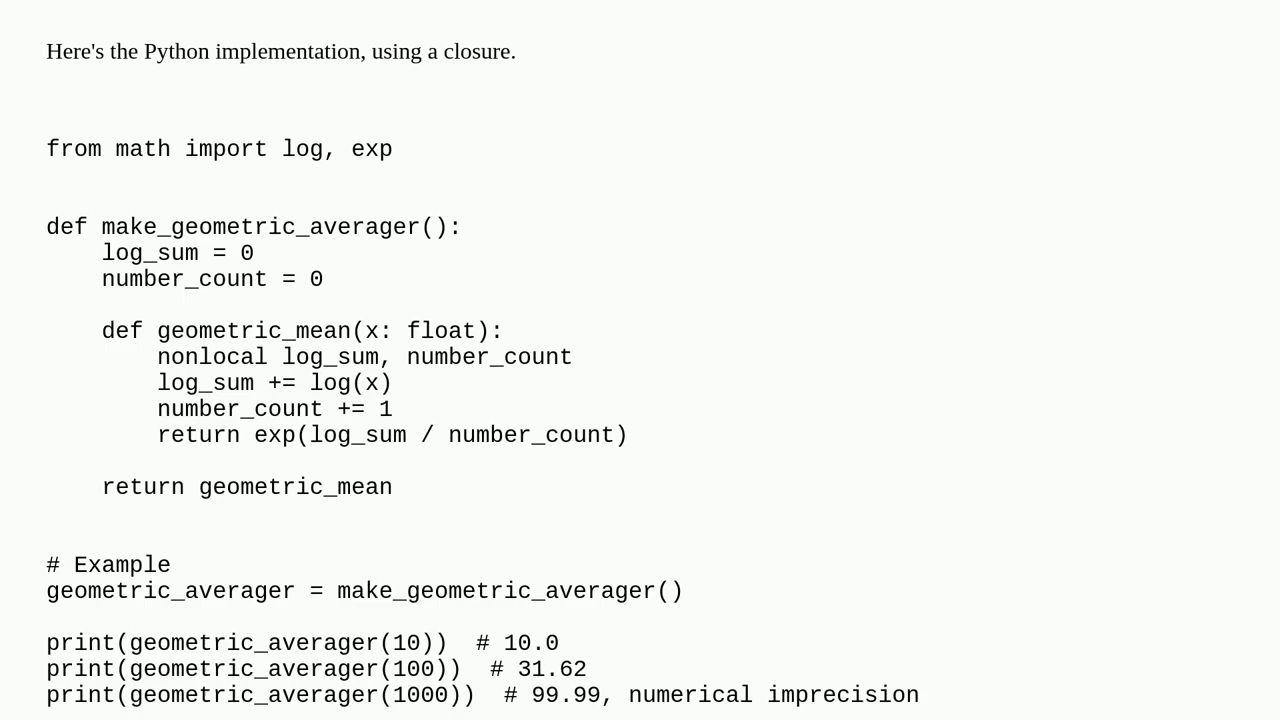 Here's the Python implementation, using a closure.
from math import log, exp
def make_geometric_averager():
    log_sum = 0
    number_count = 0
    def geometric_mean(x: float):
        nonlocal log_sum, number_count
        log_sum += log(x)
        number_count += 1
        return exp(log_sum / number_count)
    return geometric_mean
# Example
geometric_averager = make_geometric_averager()
print(geometric_averager(10))  # 10.0
print(geometric_averager(100))  # 31.62
print(geometric_averager(1000))  # 99.99, numerical imprecision